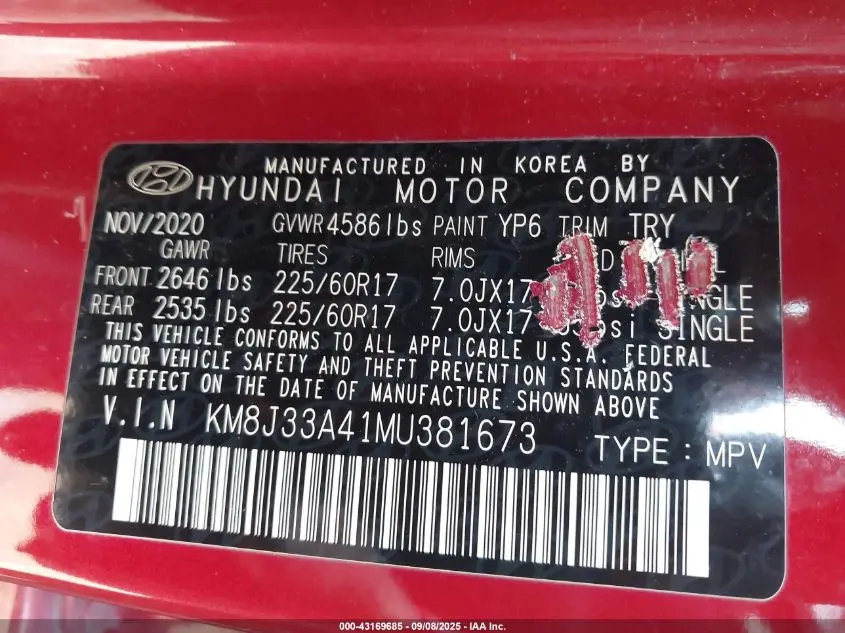 MANUFACTURED IN KOREA BY
HYUNDAI MOTOR COMPANY
NOV/2020 GVWR 4586 lbs PAINT YP6 TRIM TRY
GAWR TIRES RIMS
FRONT 2646 lbs 225/60R17 7.0JX17
REAR 2535 lbs 225/60R17 7.0JX17 psi SINGLE
THIS VEHICLE CONFORMS TO ALL APPLICABLE U.S.A. FEDERAL
MOTOR VEHICLE SAFETY AND THEFT PREVENTION STANDARDS
IN EFFECT ON THE DATE OF MANUFACTURE SHOWN ABOVE.
V.I.N KM8J33A41MU381673 TYPE : MPV
000-43169685 - 09/08/2025 - IAA Inc.